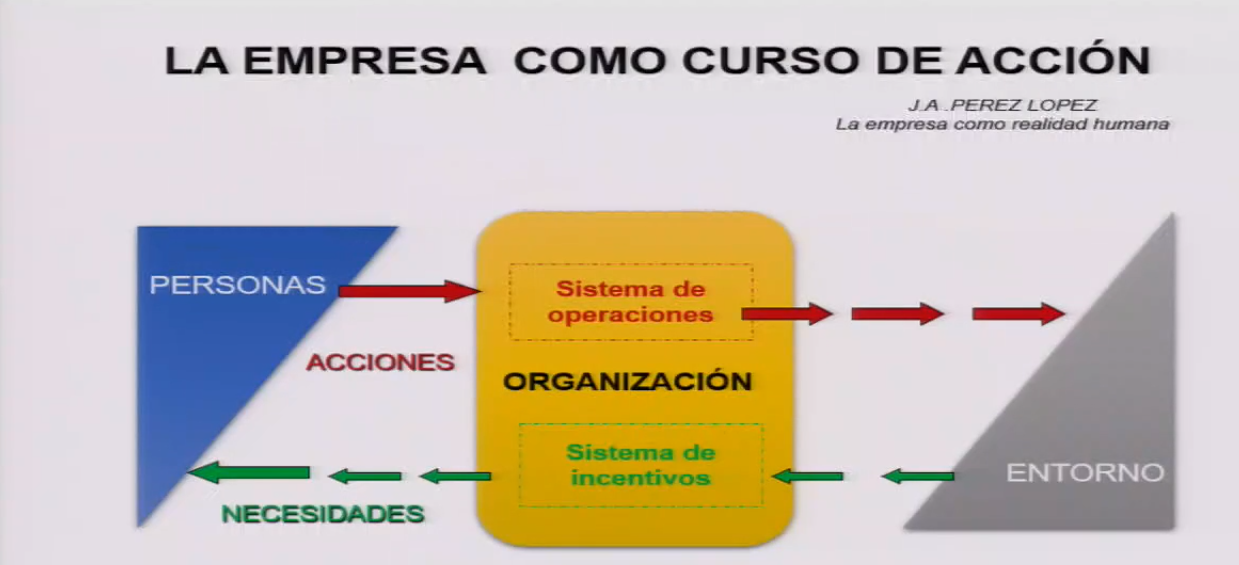 LA EMPRESA COMO CURSO DE ACCIÓN
J.A .PEREZ LOPEZ
La empresa como realidad humana
PERSONAS
Sistema de
operaciones
ACCIONES
ORGANIZACIÓN
Sistema de
incentivos
ENTORNO
NECESIDADES